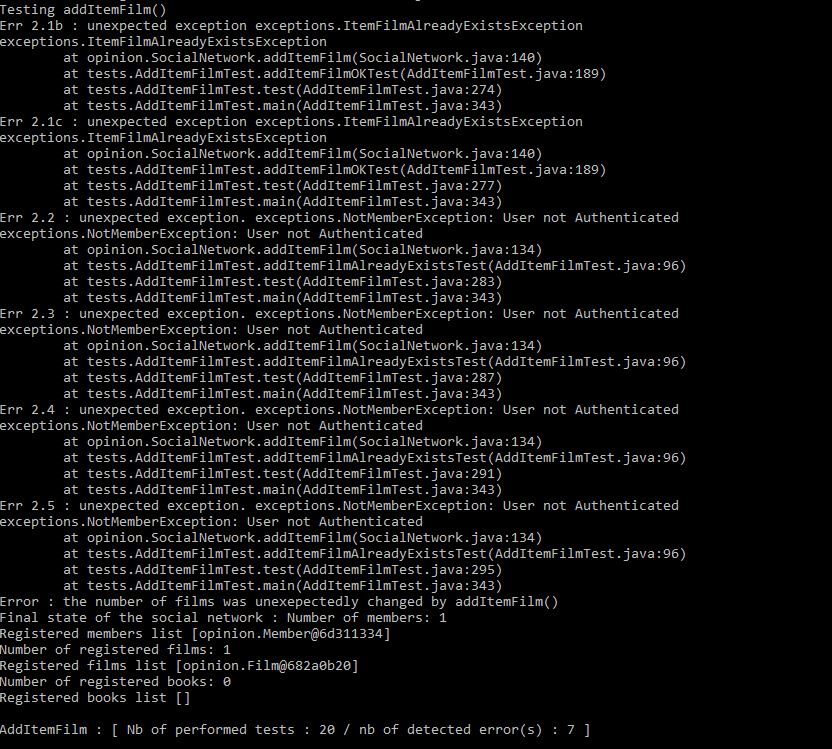 Testing addItemFilm()
Err 2.1b : unexpected exception exceptions.ItemFilmAlreadyExistsException
exceptions.ItemFilmAlreadyExistsException
        at opinion.SocialNetwork.addItemFilm(SocialNetwork.java:140)
        at tests.AddItemFilmTest.addItemFilmOKTest(AddItemFilmTest.java:189)
        at tests.AddItemFilmTest.test(AddItemFilmTest.java:274)
        at tests.AddItemFilmTest.main(AddItemFilmTest.java:343)
Err 2.1c : unexpected exception exceptions.ItemFilmAlreadyExistsException
exceptions.ItemFilmAlreadyExistsException
        at opinion.SocialNetwork.addItemFilm(SocialNetwork.java:140)
        at tests.AddItemFilmTest.addItemFilmOKTest(AddItemFilmTest.java:189)
        at tests.AddItemFilmTest.test(AddItemFilmTest.java:277)
        at tests.AddItemFilmTest.main(AddItemFilmTest.java:343)
Err 2.2 : unexpected exception. exceptions.NotMemberException: User not Authenticated
exceptions.NotMemberException: User not Authenticated
        at opinion.SocialNetwork.addItemFilm(SocialNetwork.java:134)
        at tests.AddItemFilmTest.addItemFilmAlreadyExistsTest(AddItemFilmTest.java:96)
        at tests.AddItemFilmTest.test(AddItemFilmTest.java:283)
        at tests.AddItemFilmTest.main(AddItemFilmTest.java:343)
Err 2.3 : unexpected exception. exceptions.NotMemberException: User not Authenticated
exceptions.NotMemberException: User not Authenticated
        at opinion.SocialNetwork.addItemFilm(SocialNetwork.java:134)
        at tests.AddItemFilmTest.addItemFilmAlreadyExistsTest(AddItemFilmTest.java:96)
        at tests.AddItemFilmTest.test(AddItemFilmTest.java:287)
        at tests.AddItemFilmTest.main(AddItemFilmTest.java:343)
Err 2.4 : unexpected exception. exceptions.NotMemberException: User not Authenticated
exceptions.NotMemberException: User not Authenticated
        at opinion.SocialNetwork.addItemFilm(SocialNetwork.java:134)
        at tests.AddItemFilmTest.addItemFilmAlreadyExistsTest(AddItemFilmTest.java:96)
        at tests.AddItemFilmTest.test(AddItemFilmTest.java:291)
        at tests.AddItemFilmTest.main(AddItemFilmTest.java:343)
Err 2.5 : unexpected exception. exceptions.NotMemberException: User not Authenticated
exceptions.NotMemberException: User not Authenticated
        at opinion.SocialNetwork.addItemFilm(SocialNetwork.java:134)
        at tests.AddItemFilmTest.addItemFilmAlreadyExistsTest(AddItemFilmTest.java:96)
        at tests.AddItemFilmTest.test(AddItemFilmTest.java:295)
        at tests.AddItemFilmTest.main(AddItemFilmTest.java:343)
Error : the number of films was unexepectedly changed by addItemFilm()
Final state of the social network : Number of members: 1
Registered members list [opinion.Member@6d311334]
Number of registered films: 1
Registered films list [opinion.Film@682a0b20]
Number of registered books: 0
Registered books list []
AddItemFilm : [ Nb of performed tests : 20 / nb of detected error(s) : 7 ]